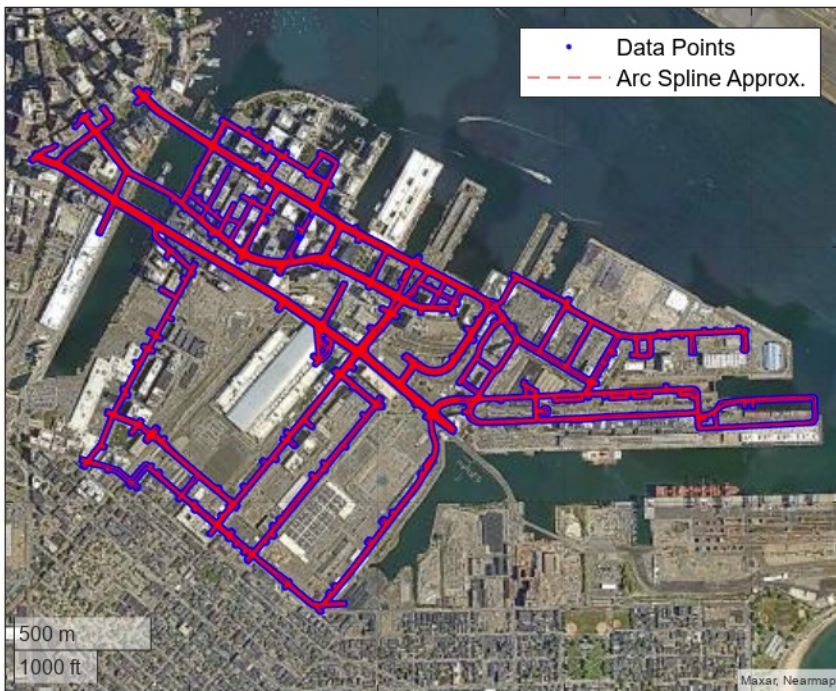 Data Points
Arc Spline Approx.
500 m
1000 ft
Maxar, Nearmap